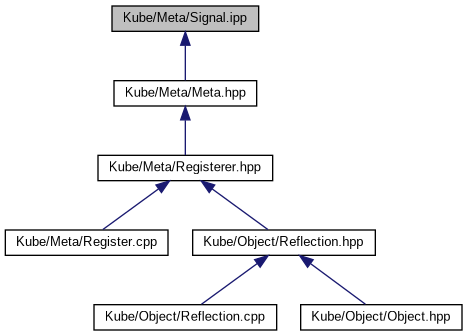 Kube/Meta/Signal.ipp
Kube/Meta/Meta.hpp
Kube/Meta/Registerer.hpp
Kube/Meta/Register.cpp
Kube/Object/Reflection.hpp
Kube/Object/Reflection.cpp
Kube/Object/Object.hpp